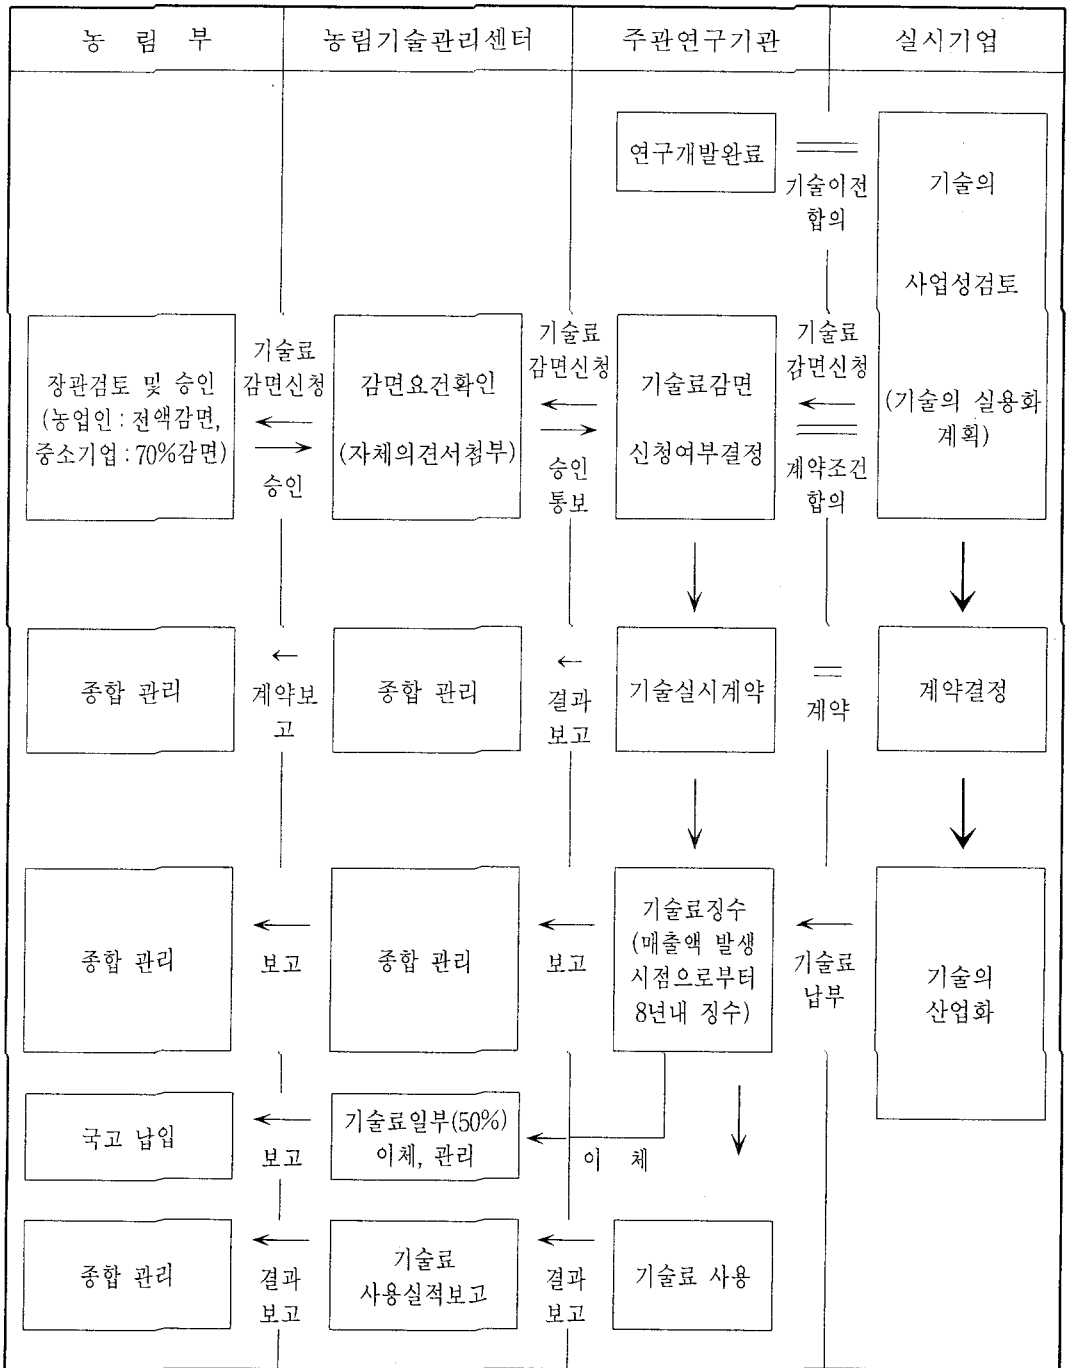 농 림 부
농림기술관리센터
주관연구기관
실시기업
연구개발완료
기술이전
합의
기술의
사업성검토
(기술의 실용화
계획)
장관검토 및 승인
(농업인 : 전액감면,
중소기업 : 70%감면)
기술료
감면신청
승인
감면요건확인
(자체의견서첨부)
기술료
감면신청
승인
통보
기술료감면
신청여부결정
기술료
감면신청
계약조건
합의
종합 관리
계약보
고
종합 관리
결과
보고
기술실시계약
계약
계약결정
종합 관리
보고
종합 관리
보고
기술료징수
(매출액 발생
시점으로부터
8년내 징수)
기술료
납부
기술의
산업화
국고 납입
보고
기술료일부(50%)
이체, 관리
이 체
종합 관리
결과
보고
기술료
사용실적보고
결과
보고
기술료 사용